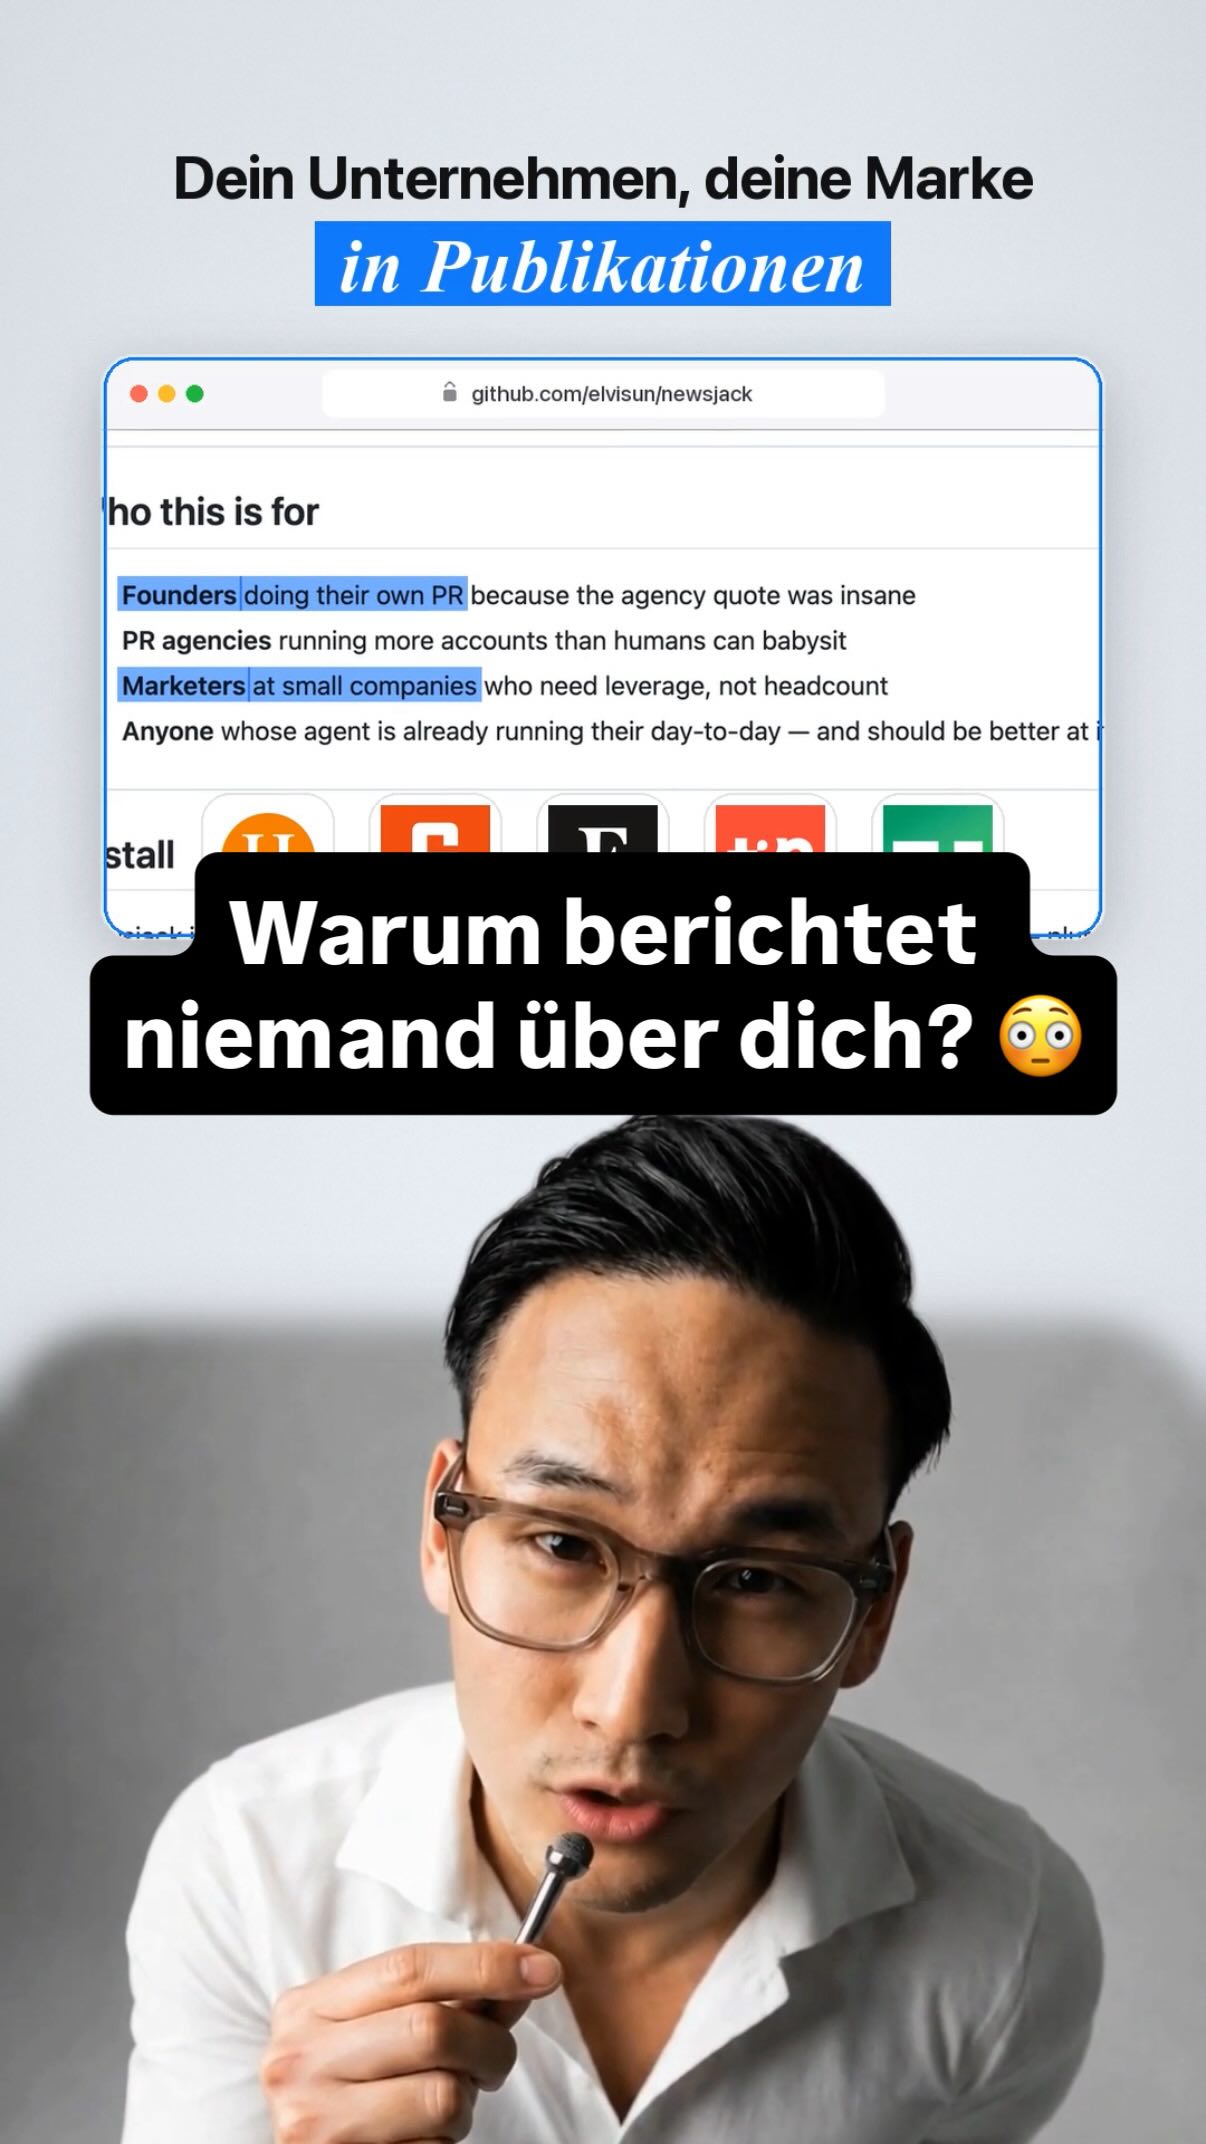 Dein Unternehmen, deine Marke
in Publikationen
github.com/elvisun/newsjack
ho this is for
Founders doing their own PR because the agency quote was insane
PR agencies running more accounts than humans can babysit
Marketers at small companies who need leverage, not headcount
Anyone whose agent is already running their day-to-day — and should be better at
stall
Warum berichtet
niemand über dich? 😳